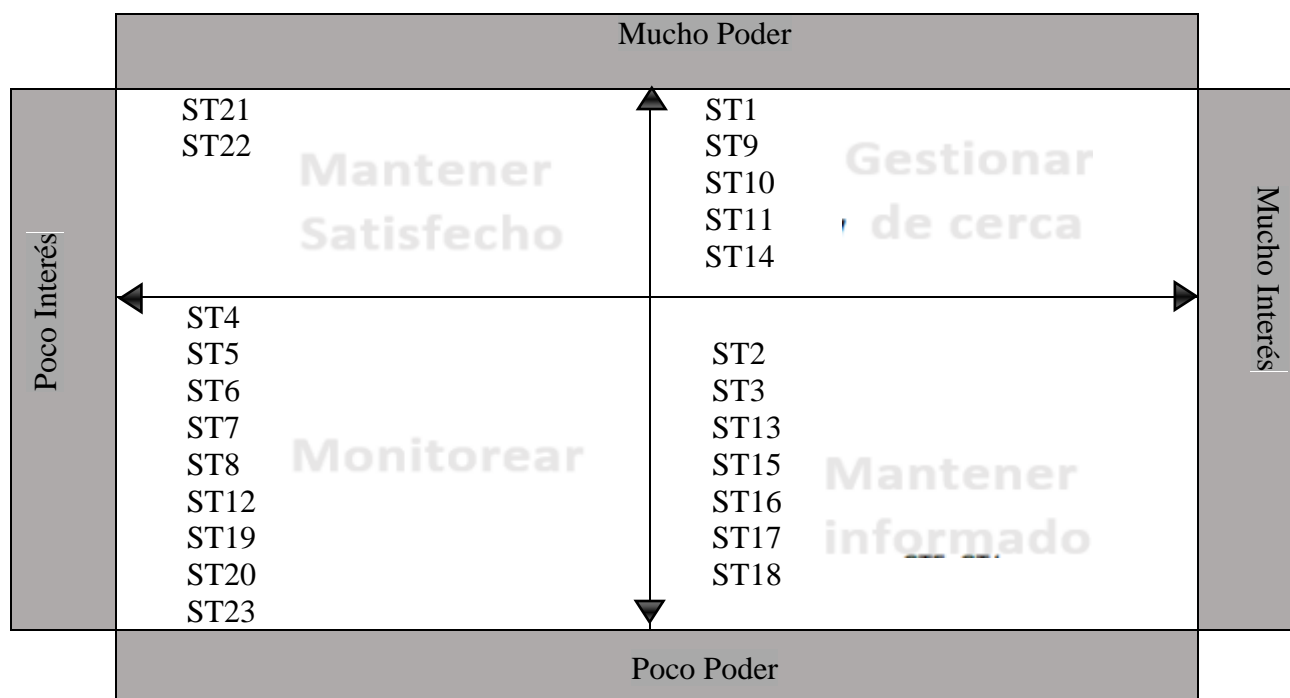 Mucho Poder
Poco Interés
ST21
ST22
Mantener
Satisfecho
ST1
ST9
ST10
ST11
ST14
Gestionar
de cerca
Mucho Interés
ST4
ST5
ST6
ST7
ST8
ST12
ST19
ST20
ST23
Monitorear
ST2
ST3
ST13
ST15
ST16
ST17
ST18
Mantener
informado
Poco Poder